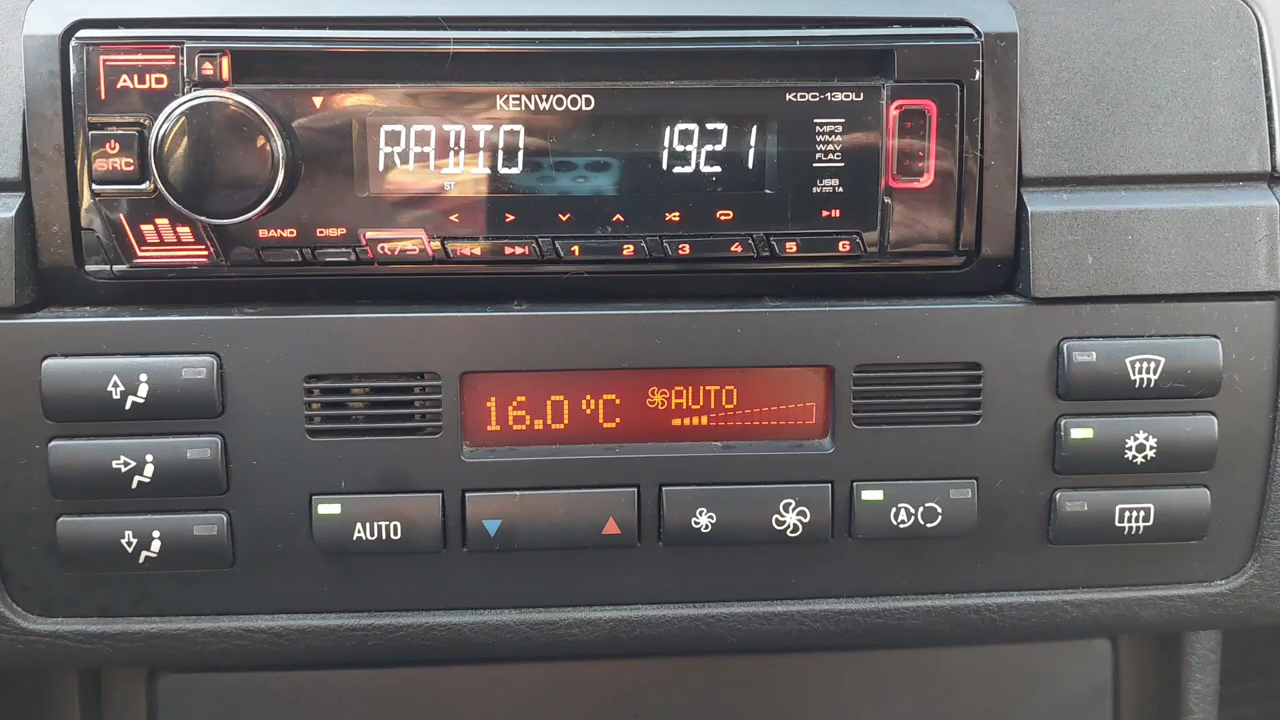 AUD
KENWOOD
KDC-130U
RADIO 1921
ST
SRC
MP3
WMA
WAV
FLAC
USB
5V 1A
BAND DISP
1 2 3 4 5 6
16.0 °C
AUTO
AUTO
A